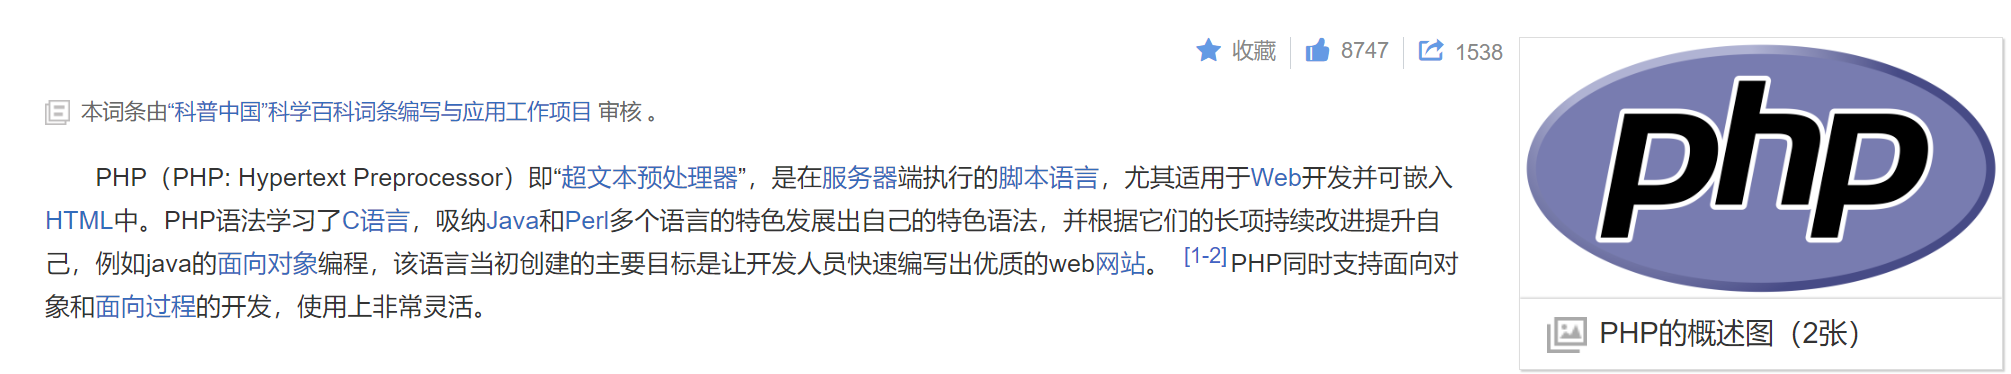 收藏 8747 1538
本词条由“科普中国”科学百科词条编写与应用工作项目 审核 。
PHP（PHP: Hypertext Preprocessor）即“超文本预处理器”，是在服务器端执行的脚本语言，尤其适用于Web开发并可嵌入
HTML中。PHP语法学习了C语言，吸纳Java和Perl多个语言的特色发展出自己的特色语法，并根据它们的长项持续改进提升自
己，例如java的面向对象编程，该语言当初创建的主要目标是让开发人员快速编写出优质的web网站。 [1-2] PHP同时支持面向对
象和面向过程的开发，使用上非常灵活。
php
PHP的概述图（2张）